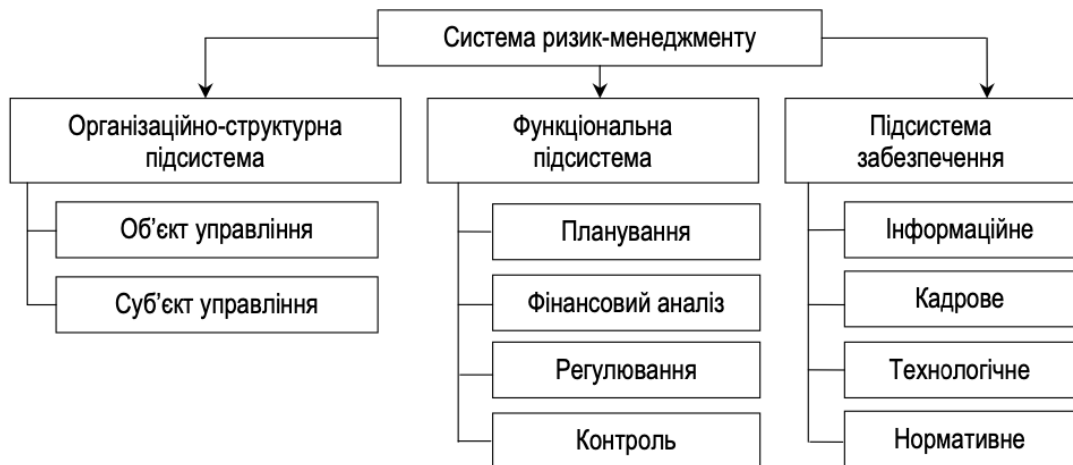 Система ризик-менеджменту
Організаційно-структурна
підсистема
Об’єкт управління
Суб’єкт управління
Функціональна
підсистема
Планування
Фінансовий аналіз
Регулювання
Контроль
Підсистема
забезпечення
Інформаційне
Кадрове
Технологічне
Нормативне